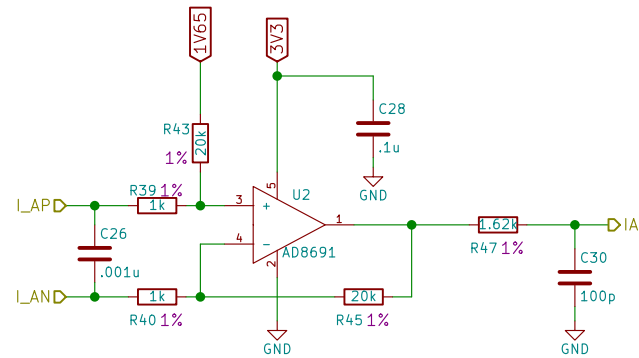 1V65
3V3
C28
.1u
GND
R43
20k
1%
I_AP
R39 1%
1k
3
5
+
U2
1
C26
.001u
4
-
2
AD8691
1.62k
R47 1%
IA
C30
100p
I_AN
1k
R40 1%
20k
R45 1%
GND
GND